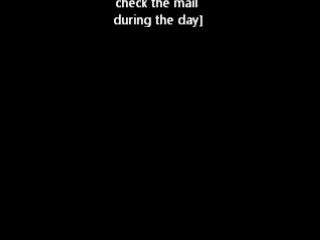 check the mail
during the day]